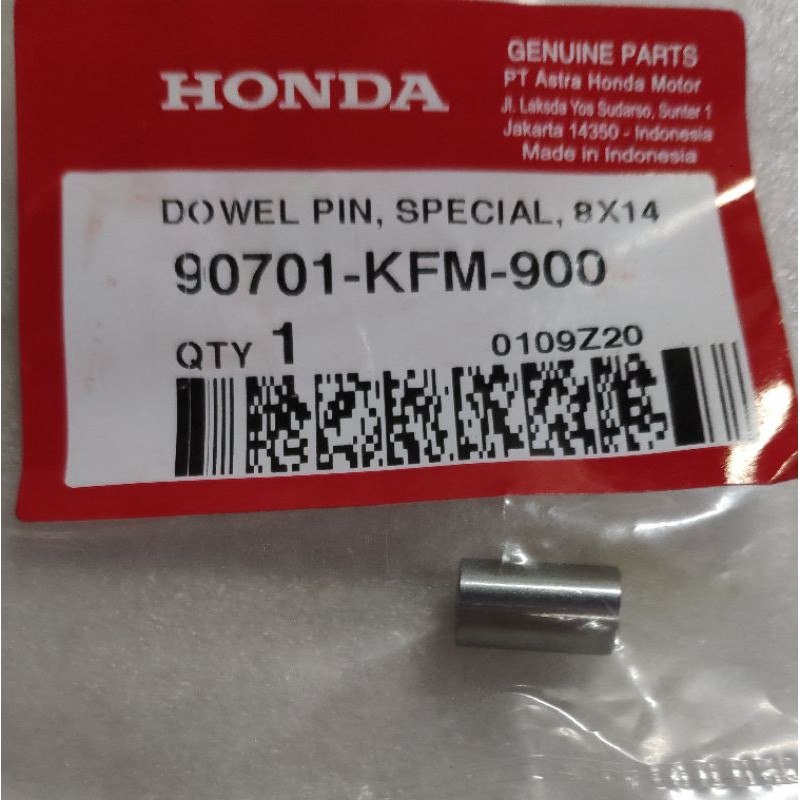 HONDA
GENUINE PARTS
PT Astra Honda Motor
Jl. Laksda Yos Sudarso, Sunter 1
Jakarta 14350 - Indonesia
Made in Indonesia
DOWEL PIN, SPECIAL, 8X14
90701-KFM-900
QTY 1
0109Z20